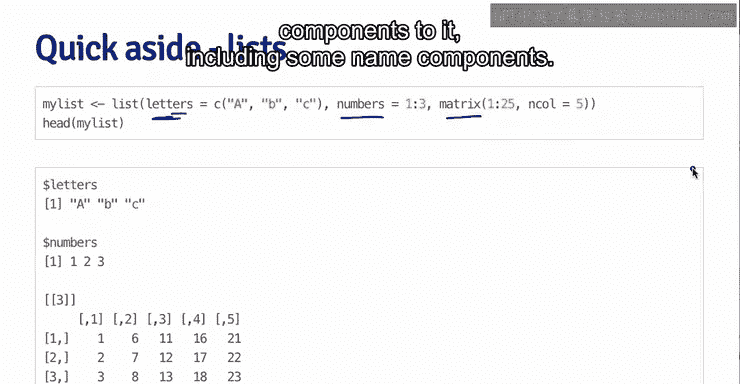 Quick aside - lists
components to it,
including some name components.
mylist <- list(letters = c("A", "b", "c"), numbers = 1:3, matrix(1:25, ncol = 5))
head(mylist)
$letters
[1] "A" "b" "c"
$numbers
[1] 1 2 3
[[3]]
[,1] [,2] [,3] [,4] [,5]
[1,] 1 6 11 16 21
[2,] 2 7 12 17 22
[3,] 3 8 13 18 23